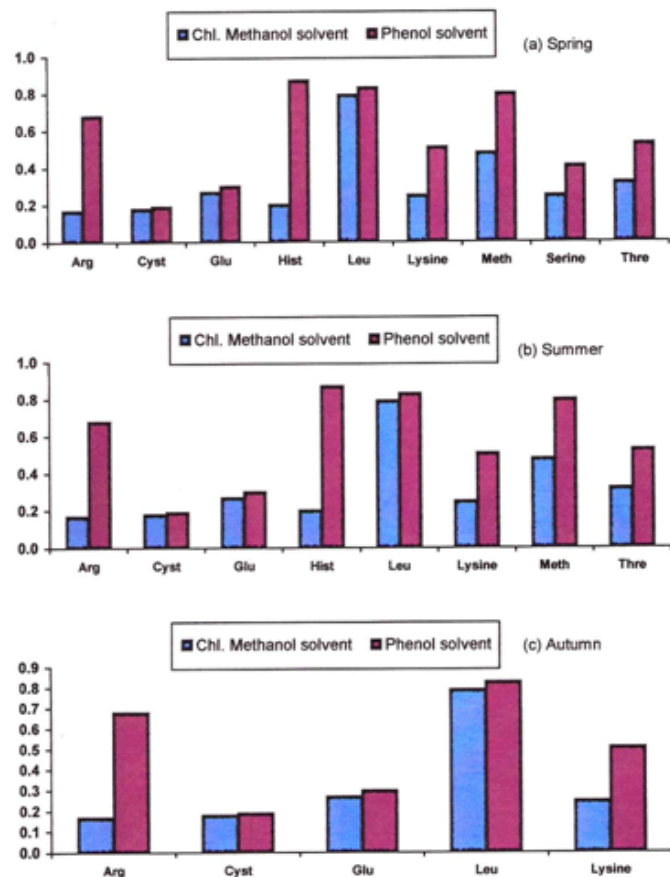 Chl. Methanol solvent Phenol solvent
(a) Spring
1.0
0.8
0.6
0.4
0.2
0.0
Arg Cyst Glu Hist Leu Lysine Meth Serine Thre
Chl. Methanol solvent Phenol solvent
(b) Summer
1.0
0.8
0.6
0.4
0.2
0.0
Arg Cyst Glu Hist Leu Lysine Meth Thre
Chl. Methanol solvent Phenol solvent
(c) Autumn
0.9
0.8
0.7
0.6
0.5
0.4
0.3
0.2
0.1
0.0
Arg Cyst Glu Leu Lysine